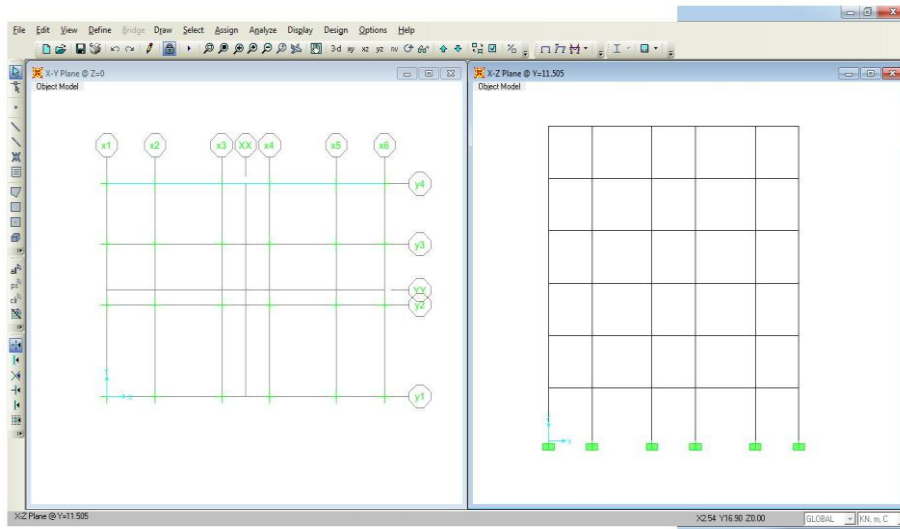 File Edit View Define Bridge Draw Select Assign Analyze Display Design Options Help
3-d xy xz yz nv
X-Y Plane @ Z=0
Object Model
x1 x2 x3 XX x4 x5 x6
y4
y3
YY
y2
y1
X-Z Plane @ Y=11.505
Object Model
X-Z Plane @ Y=11.505
X2.54 Y16.90 Z0.00
GLOBAL
KN, m, C